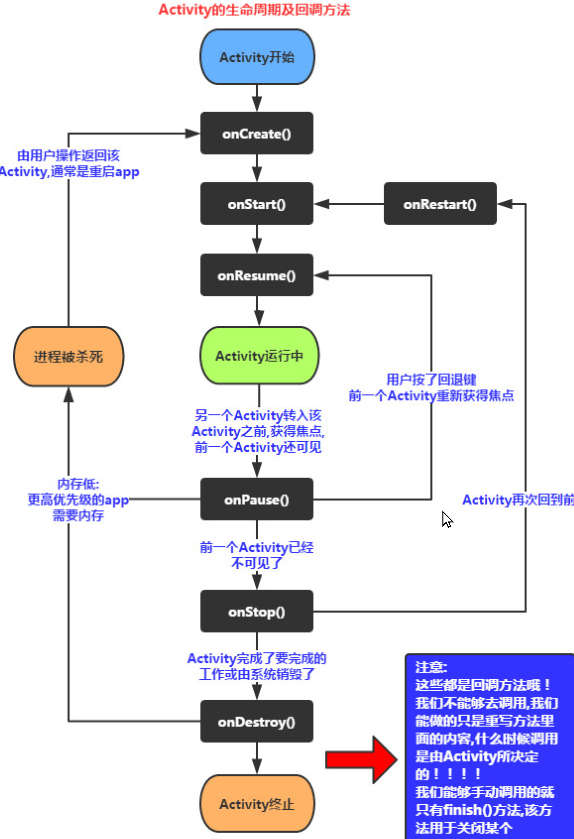 Activity的生命周期及回调方法
Activity开始
onCreate()
由用户操作返回该
Activity,通常是重启app
onStart()
onRestart()
onResume()
进程被杀死
Activity运行中
用户按了回退键
前一个Activity重新获得焦点
另一个Activity转入该
Activity之前,获得焦点,
前一个Activity还可见
内存低:
更高优先级的app
需要内存
onPause()
Activity再次回到前
前一个Activity已经
不可见了
onStop()
Activity完成了要完成的
工作或由系统销毁了
onDestroy()
Activity终止
注意:
这些都是回调方法哦！
我们不能够去调用,我们
能做的只是重写方法里
面的内容,什么时候调用
是由Activity所决定
的！！！！
我们能够手动调用的就
只有finish()方法,该方
法用于关闭某个